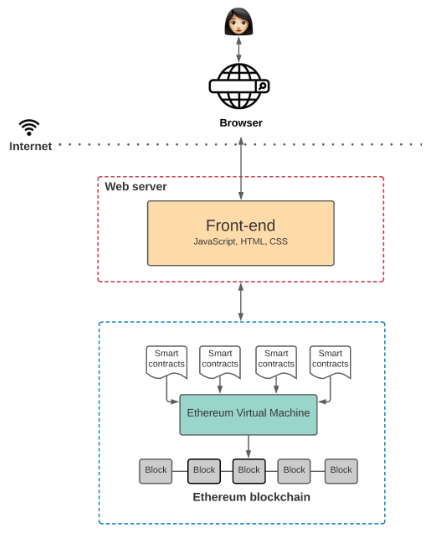 Browser
Internet
Web server
Front-end
JavaScript, HTML, CSS
Smart
contracts
Smart
contracts
Smart
contracts
Smart
contracts
Ethereum Virtual Machine
Block
Block
Block
Block
Block
Ethereum blockchain